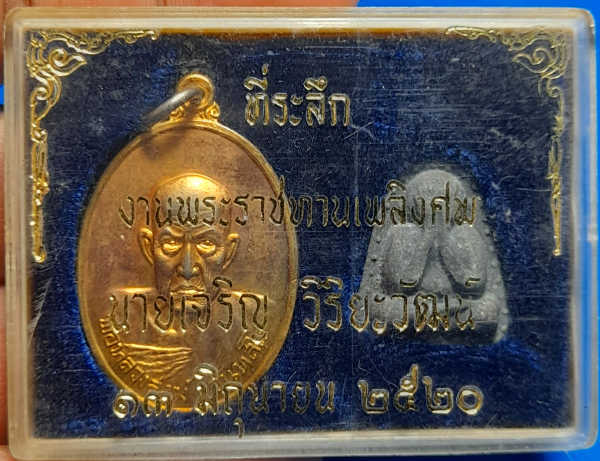 ที่ระลึก
งานพระราชทานเพลิงศพ
นายเจริญ วิริยะวัฒน์
๑๓ มิถุนายน ๒๕๒๐